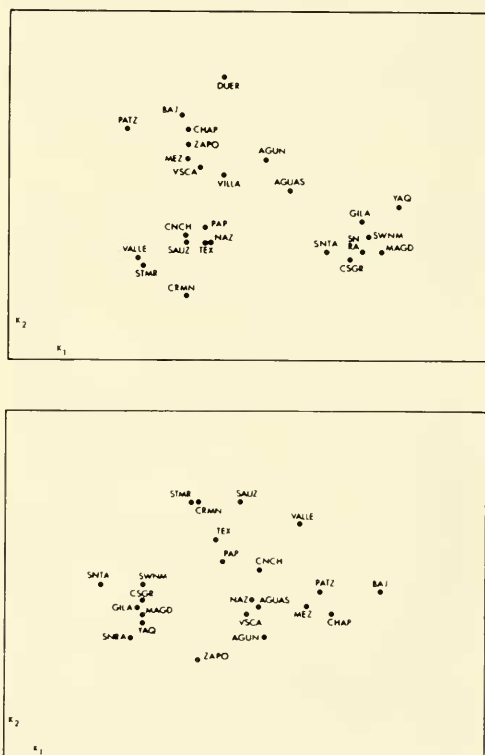 DUER
BAJ
PATZ
CHAP
ZAPO
MEZ
AGUN
VSCA
VILLA
AGUAS
YAQ
GILA
PAP
CNCH
NAZ
SN
SWNM
SAUZ
TEX
SNTA
RA
MAGD
VALLE
CSGR
STMR
CRMN
K2
K1
STMR
SAUZ
CRMN
VALLE
TEX
PAP
CNCH
SNTA
SWNM
PATZ
BAJ
CSGR
NAZ
AGUAS
GILA
MAGD
MEZ
CHAP
VSCA
YAQ
SNRA
AGUN
ZAPO
K2
K1